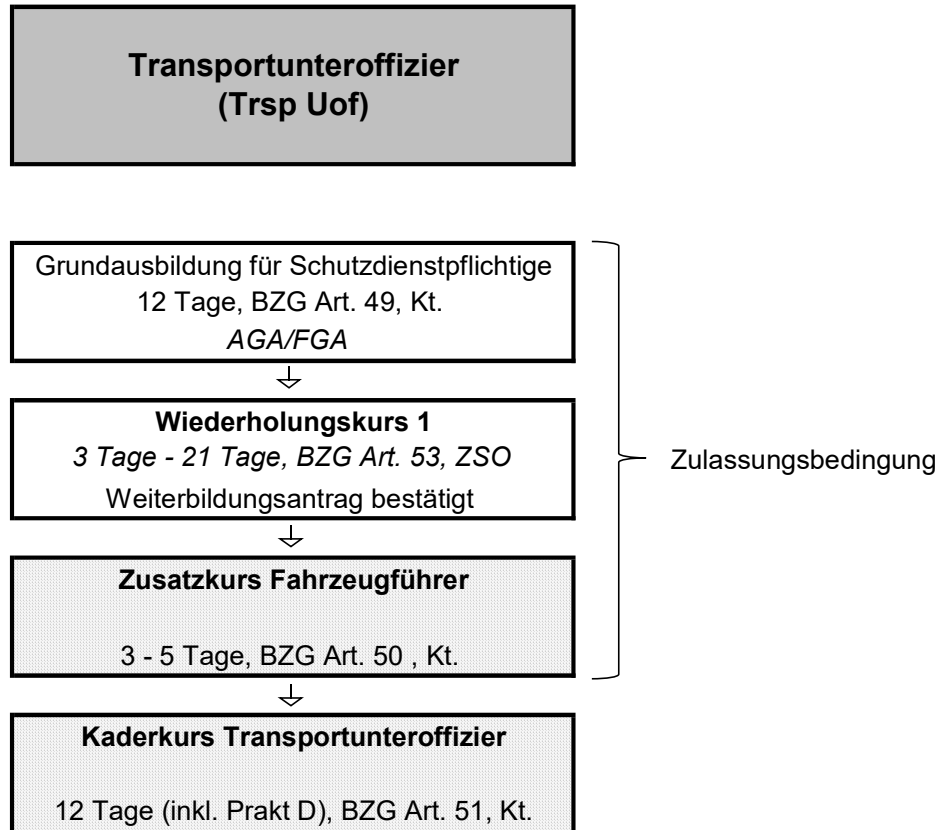 Transportunteroffizier
(Trsp Uof)
Grundausbildung für Schutzdienstpflichtige
12 Tage, BZG Art. 49, Kt.
AGA/FGA
Wiederholungskurs 1
3 Tage - 21 Tage, BZG Art. 53, ZSO
Weiterbildungsantrag bestätigt
Zulassungsbedingung
Zusatzkurs Fahrzeugführer
3 - 5 Tage, BZG Art. 50 , Kt.
Kaderkurs Transportunteroffizier
12 Tage (inkl. Prakt D), BZG Art. 51, Kt.